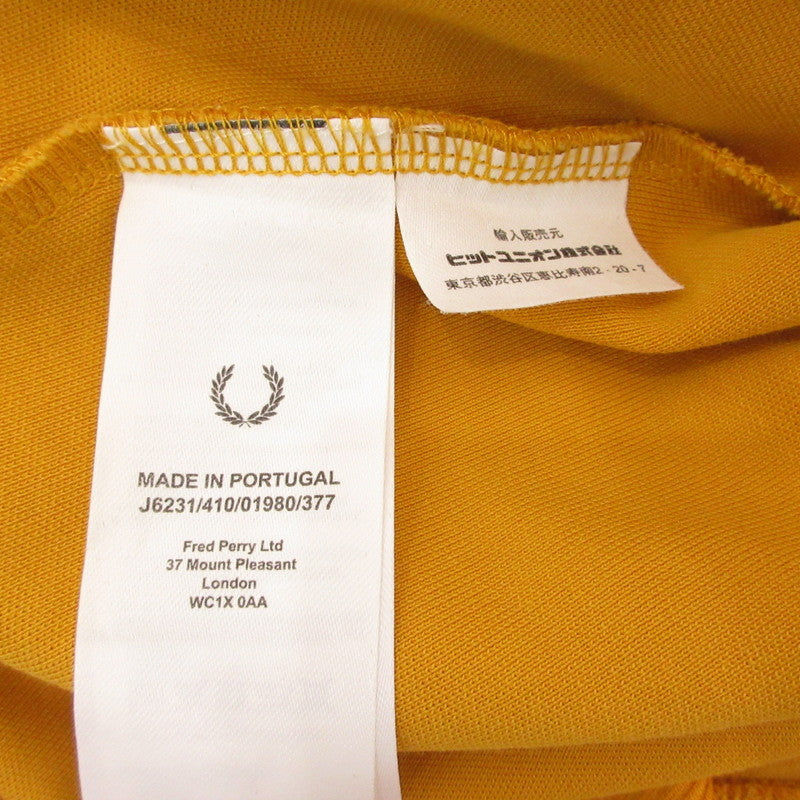 MADE IN PORTUGAL
J6231/410/01980/377
Fred Perry Ltd
37 Mount Pleasant
London
WC1X 0AA
輸入販売元
ヒットユニオン株式会社
東京都渋谷区恵比寿南2-20-7